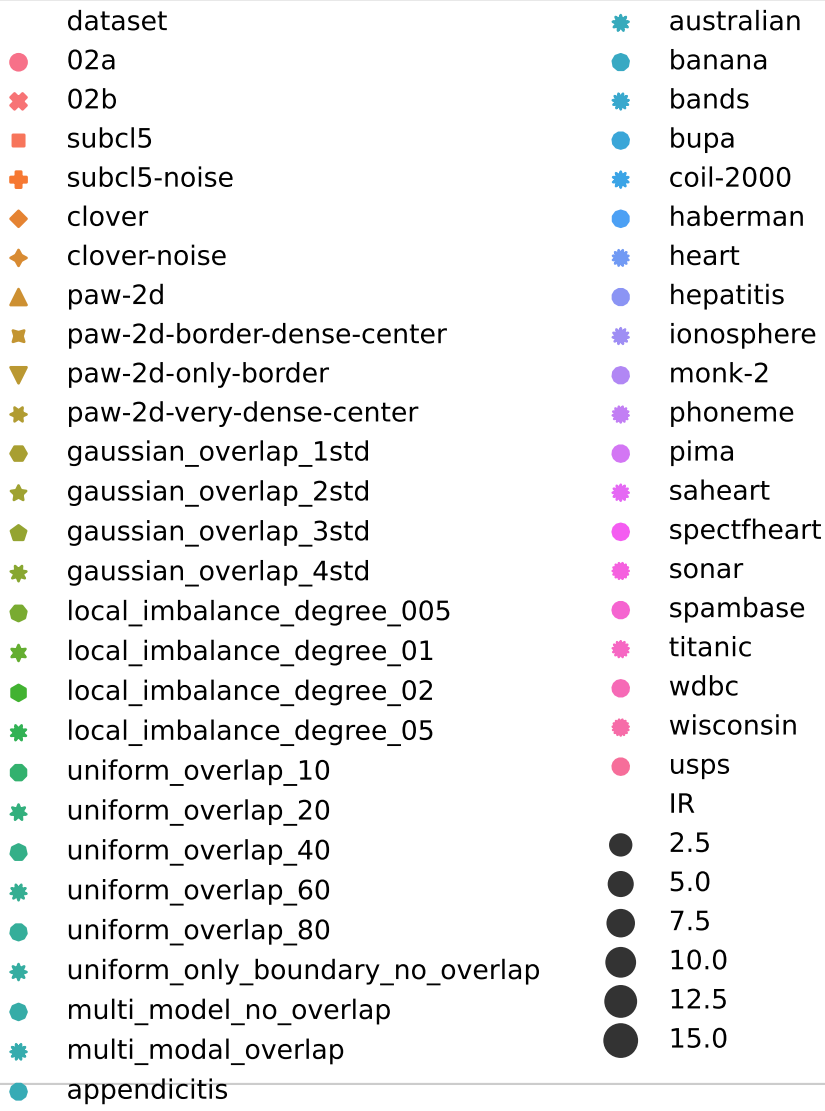 dataset
02a
02b
subcl5
subcl5-noise
clover
clover-noise
paw-2d
paw-2d-border-dense-center
paw-2d-only-border
paw-2d-very-dense-center
gaussian_overlap_1std
gaussian_overlap_2std
gaussian_overlap_3std
gaussian_overlap_4std
local_imbalance_degree_005
local_imbalance_degree_01
local_imbalance_degree_02
local_imbalance_degree_05
uniform_overlap_10
uniform_overlap_20
uniform_overlap_40
uniform_overlap_60
uniform_overlap_80
uniform_only_boundary_no_overlap
multi_model_no_overlap
multi_modal_overlap
appendicitis
australian
banana
bands
bupa
coil-2000
haberman
heart
hepatitis
ionosphere
monk-2
phoneme
pima
saheart
spectfheart
sonar
spambase
titanic
wdbc
wisconsin
usps
IR
2.5
5.0
7.5
10.0
12.5
15.0